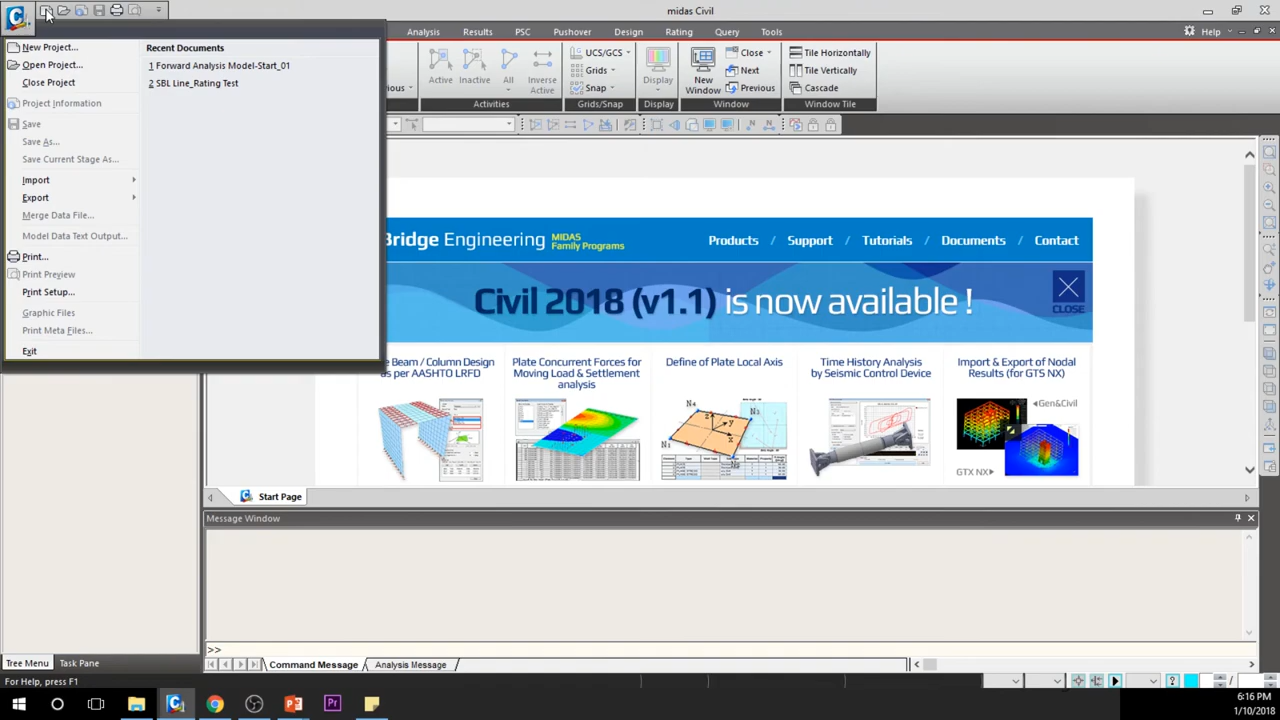 midas Civil
Analysis Results PSC Pushover Design Rating Query Tools
Help
New Project...
Open Project...
Close Project
Project Information
Save
Save As...
Save Current Stage As...
Import
Export
Merge Data File...
Model Data Text Output...
Print...
Print Preview
Print Setup...
Graphic Files
Print Meta Files...
Exit
Recent Documents
1 Forward Analysis Model-Start_01
2 SBL Line_Rating Test
Active
Inactive
All
Inverse
Active
Activities
UCS/GCS
Grids
Snap
Grids/Snap
Display
Display
New
Window
Close
Next
Previous
Window
Tile Horizontally
Tile Vertically
Cascade
Window Tile
Bridge Engineering
MIDAS
Family Programs
Products / Support / Tutorials / Documents / Contact
Civil 2018 (v1.1) is now available !
CLOSE
Beam / Column Design
as per AASHTO LRFD
Plate Concurrent Forces for
Moving Load & Settlement
analysis
Define of Plate Local Axis
Time History Analysis
by Seismic Control Device
Import & Export of Nodal
Results (for GTS NX)
Gen&Civil
GTX NX
Start Page
Message Window
>>
Command Message
Analysis Message
Tree Menu
Task Pane
For Help, press F1
6:16 PM
1/10/2018